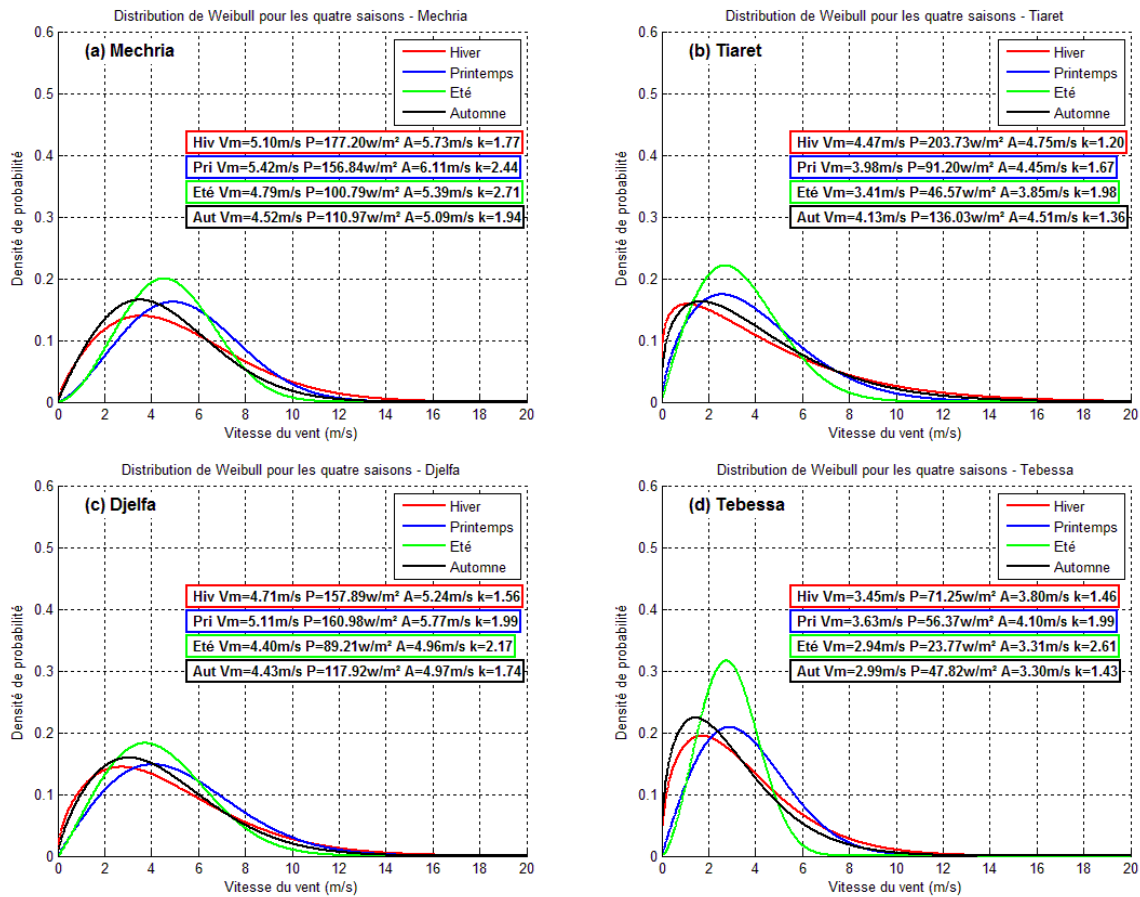 Distribution de Weibull pour les quatre saisons - Mechria
0.6
(a) Mechria
Hiver
Printemps
Eté
Automne
0.5
0.4
0.3
0.2
0.1
0
Hiv Vm=5.10m/s P=177.20w/m² A=5.73m/s k=1.77
Pri Vm=5.42m/s P=156.84w/m² A=6.11m/s k=2.44
Eté Vm=4.79m/s P=100.79w/m² A=5.39m/s k=2.71
Aut Vm=4.52m/s P=110.97w/m² A=5.09m/s k=1.94
Densité de probabilité
0 2 4 6 8 10 12 14 16 18 20
Vitesse du vent (m/s)
Distribution de Weibull pour les quatre saisons - Tiaret
0.6
(b) Tiaret
Hiver
Printemps
Eté
Automne
0.5
0.4
0.3
0.2
0.1
0
Hiv Vm=4.47m/s P=203.73w/m² A=4.75m/s k=1.20
Pri Vm=3.98m/s P=91.20w/m² A=4.45m/s k=1.67
Eté Vm=3.41m/s P=46.57w/m² A=3.85m/s k=1.98
Aut Vm=4.13m/s P=136.03w/m² A=4.51m/s k=1.36
Densité de probabilité
0 2 4 6 8 10 12 14 16 18 20
Vitesse du vent (m/s)
Distribution de Weibull pour les quatre saisons - Djelfa
0.6
(c) Djelfa
Hiver
Printemps
Eté
Automne
0.5
0.4
0.3
0.2
0.1
0
Hiv Vm=4.71m/s P=157.89w/m² A=5.24m/s k=1.56
Pri Vm=5.11m/s P=160.98w/m² A=5.77m/s k=1.99
Eté Vm=4.40m/s P=89.21w/m² A=4.96m/s k=2.17
Aut Vm=4.43m/s P=117.92w/m² A=4.97m/s k=1.74
Densité de probabilité
0 2 4 6 8 10 12 14 16 18 20
Vitesse du vent (m/s)
Distribution de Weibull pour les quatre saisons - Tebessa
0.6
(d) Tebessa
Hiver
Printemps
Eté
Automne
0.5
0.4
0.3
0.2
0.1
0
Hiv Vm=3.45m/s P=71.25w/m² A=3.80m/s k=1.46
Pri Vm=3.63m/s P=56.37w/m² A=4.10m/s k=1.99
Eté Vm=2.94m/s P=23.77w/m² A=3.31m/s k=2.61
Aut Vm=2.99m/s P=47.82w/m² A=3.30m/s k=1.43
Densité de probabilité
0 2 4 6 8 10 12 14 16 18 20
Vitesse du vent (m/s)